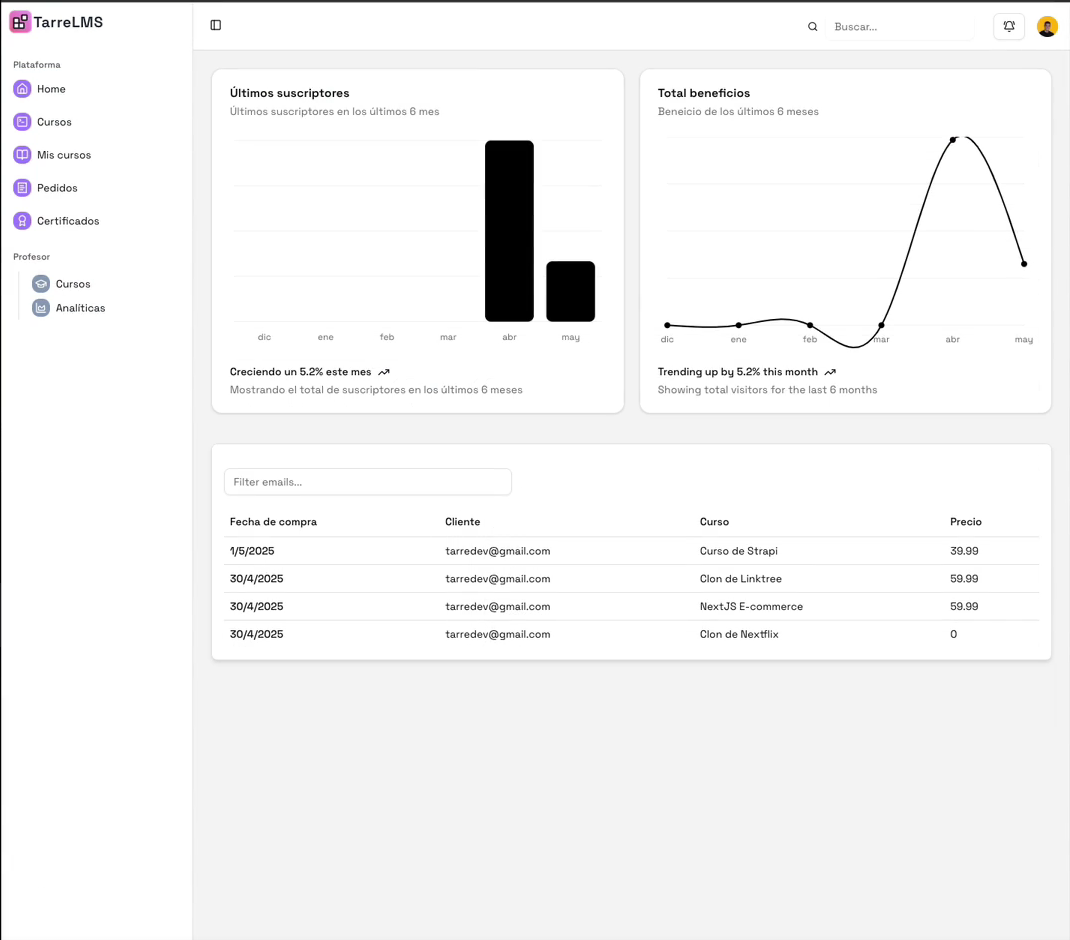 TarreLMS
Buscar...
Plataforma
Home
Cursos
Mis cursos
Pedidos
Certificados
Profesor
Cursos
Analíticas
Últimos suscriptores
Últimos suscriptores en los últimos 6 mes
dic ene feb mar abr may
Creciendo un 5.2% este mes
Mostrando el total de suscriptores en los últimos 6 meses
Total beneficios
Beneicio de los últimos 6 meses
dic ene feb mar abr may
Trending up by 5.2% this month
Showing total visitors for the last 6 months
Filter emails...
Fecha de compra Cliente Curso Precio
1/5/2025 tarredev@gmail.com Curso de Strapi 39.99
30/4/2025 tarredev@gmail.com Clon de Linktree 59.99
30/4/2025 tarredev@gmail.com NextJS E-commerce 59.99
30/4/2025 tarredev@gmail.com Clon de Nextflix 0